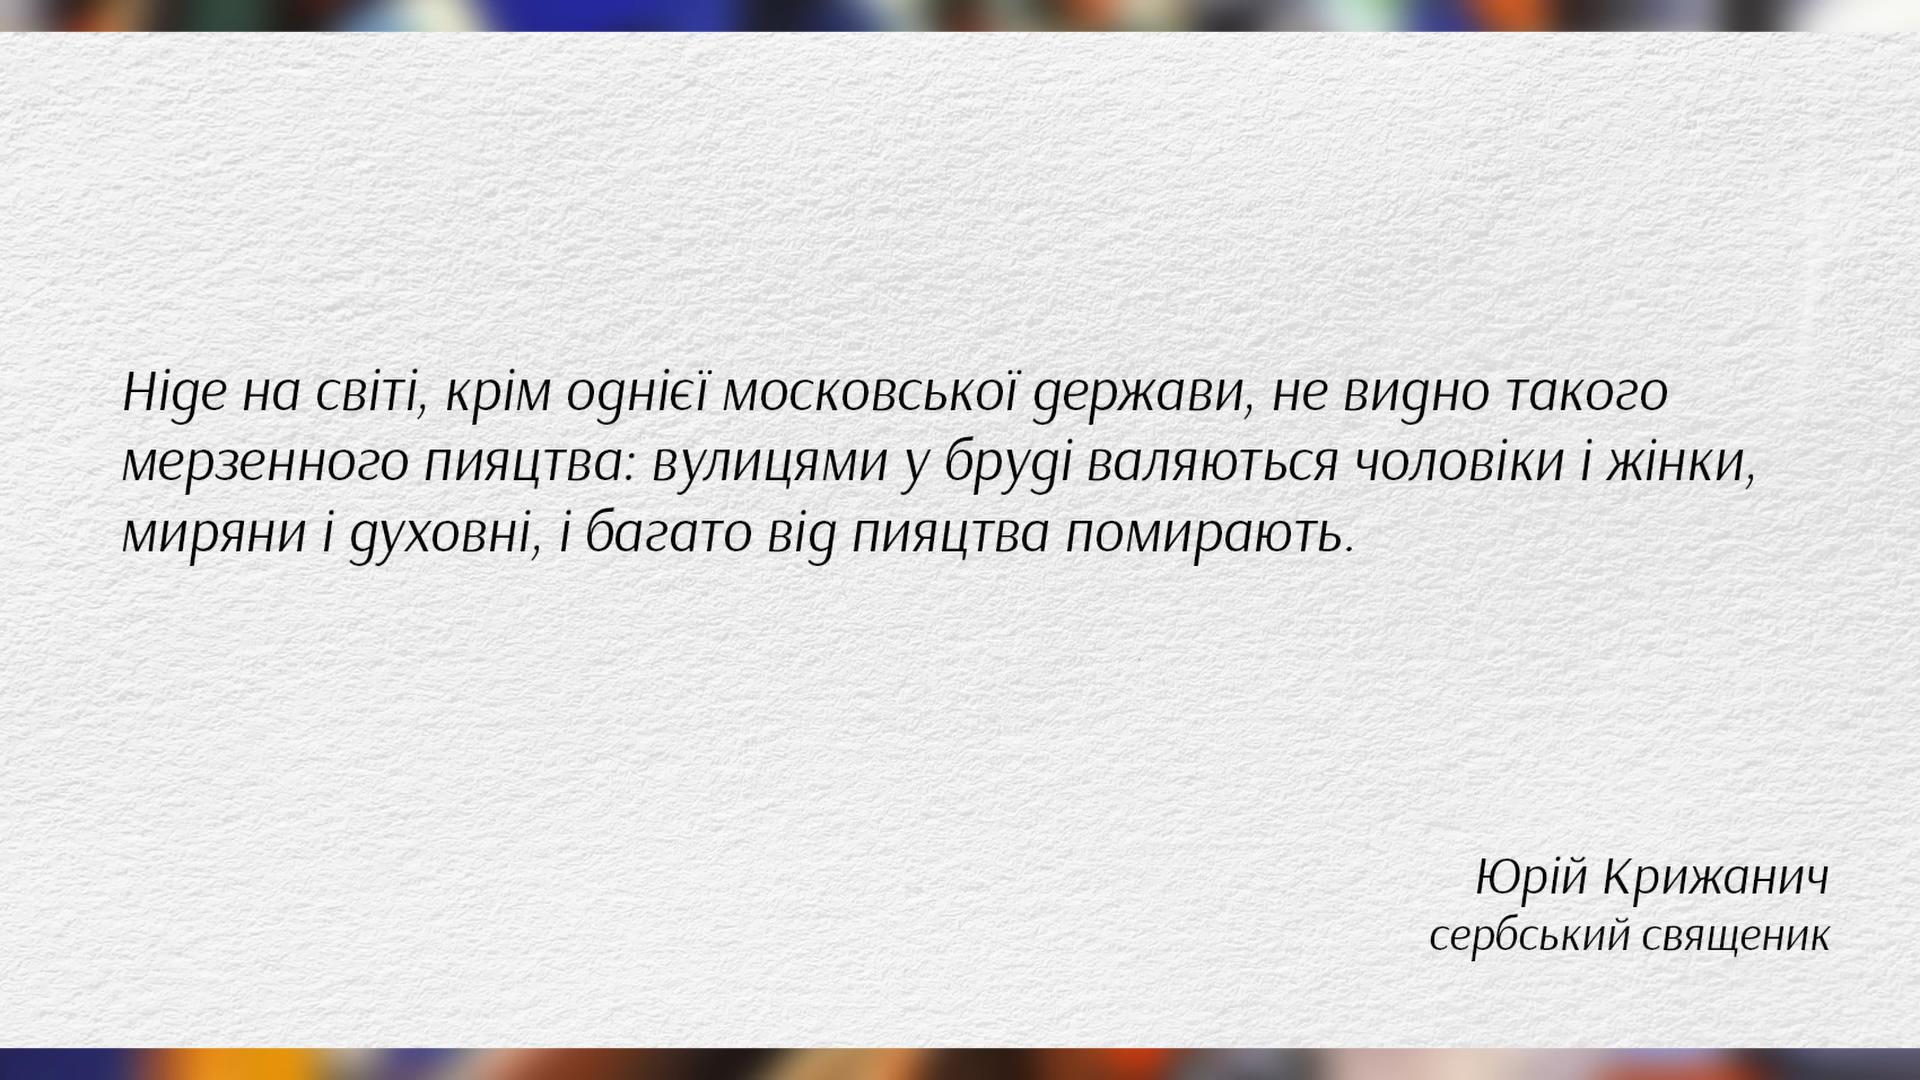 Ніде на світі, крім однієї московської держави, не видно такого
мерзенного пияцтва: вулицями у бруді валяються чоловіки і жінки,
миряни і духовні, і багато від пияцтва помирають.
Юрій Крижанич
сербський священик